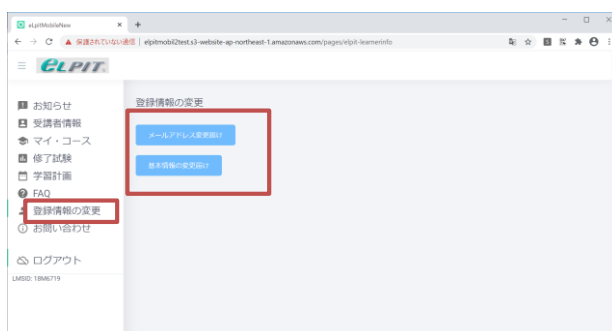 eLpitMobileNew
保護されていない通信 | elpitmobil2test.s3-website-ap-northeast-1.amazonaws.com/pages/elpit-learnerinfo
eLPIT
お知らせ
受講者情報
マイ・コース
修了試験
学習計画
FAQ
登録情報の変更
お問い合わせ
ログアウト
LMSID: 18M6719
登録情報の変更
メールアドレス変更届け
基本情報の変更届け